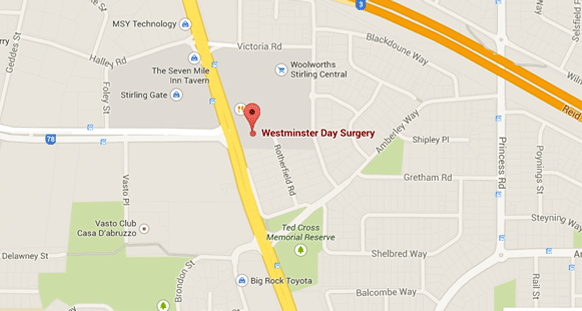 MSY Technology
3
Way
Selsfield
Geddes St
Halley Rd
Victoria Rd
Blackdoune Way
The Seven Mile
Inn Tavern
Woolworths
Stirling Central
Foley St
Stirling Gate
Reid
Westminster Day Surgery
Amberley Way
78
Rotherfield Rd
Shipley Pl
Princess Rd
Poynings St
Vasto Pl
Gretham Rd
Vasto Club
Casa D'abruzzo
Ted Cross
Memorial Reserve
Steyning Way
Delawney St
Shelbred Way
Brondon St
Big Rock Toyota
Balcombe Way
Rail St